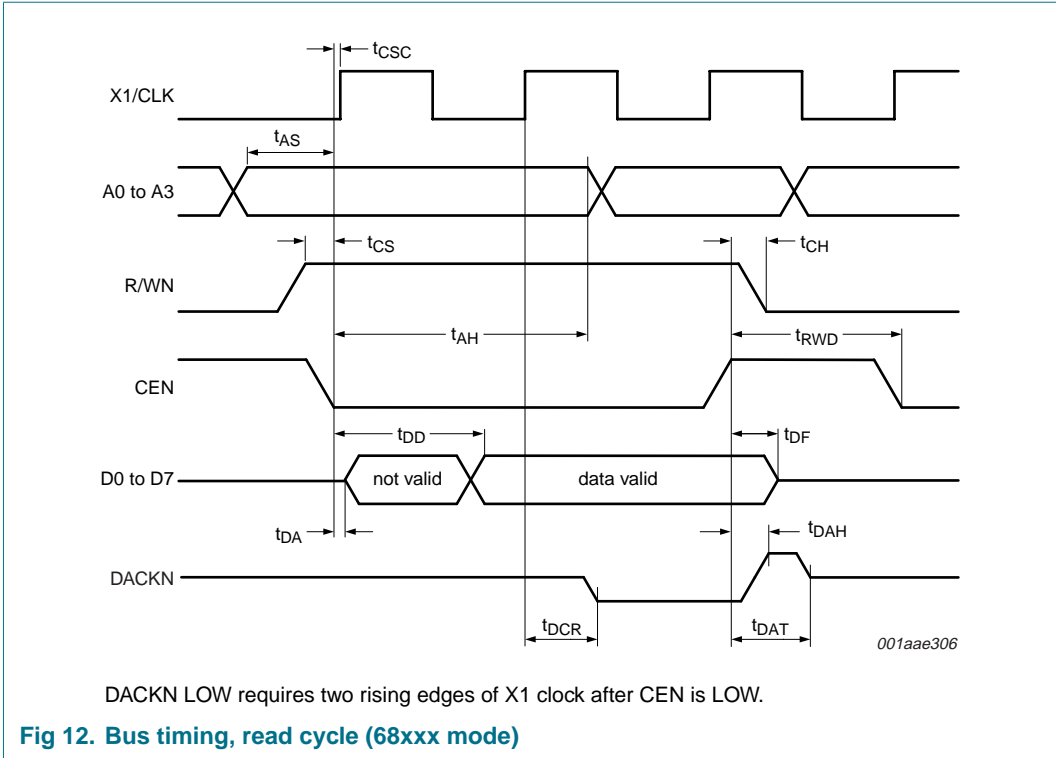 tCSC
X1/CLK
tAS
A0 to A3
tCS
tCH
R/WN
tAH
tRWD
CEN
tDD
tDF
D0 to D7
not valid
data valid
tDA
tDAH
DACKN
tDCR
tDAT
001aae306
DACKN LOW requires two rising edges of X1 clock after CEN is LOW.
Fig 12. Bus timing, read cycle (68xxx mode)